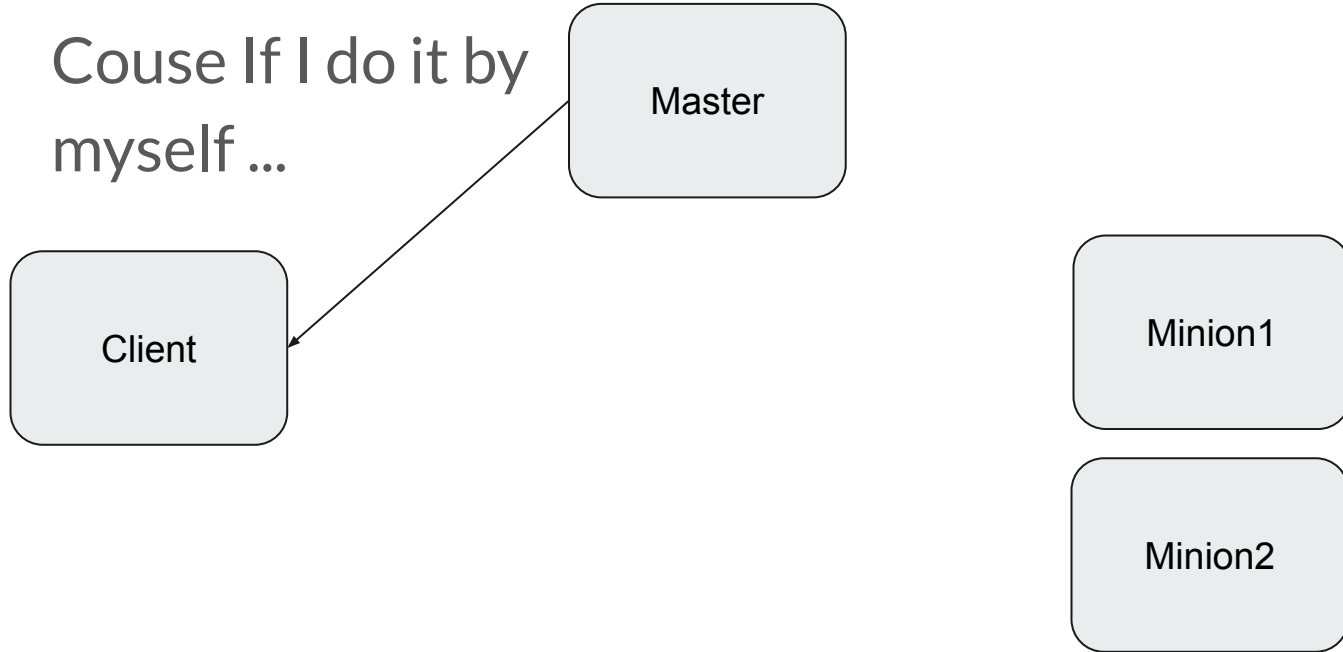 Couse If I do it by
myself ...
Master
Client
Minion1
Minion2